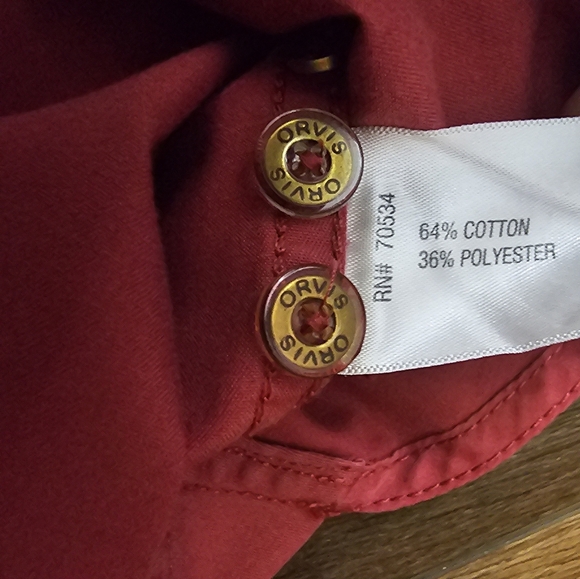 ORVIS
ORVIS
ORVIS
ORVIS
RN# 70534
64% COTTON
36% POLYESTER